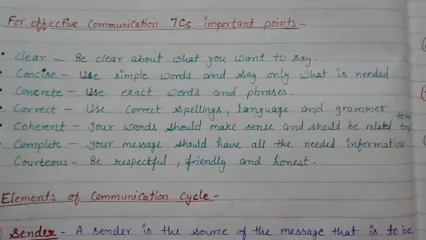 For effective Communication 7Cs important points -
• Clear - Be clear about what you want to say.
• Concise - Use simple words and say only what is needed
• Concrete - Use exact words and phrases.
• Correct - Use correct spellings, language and grammer
• Coherent - your words should make sense and should be related to
• Complete - your message should have all the needed information.
Courteous - Be respectful, friendly and honest.
Elements of Communication Cycle -
Sender - A sender is the source of the message that is to be